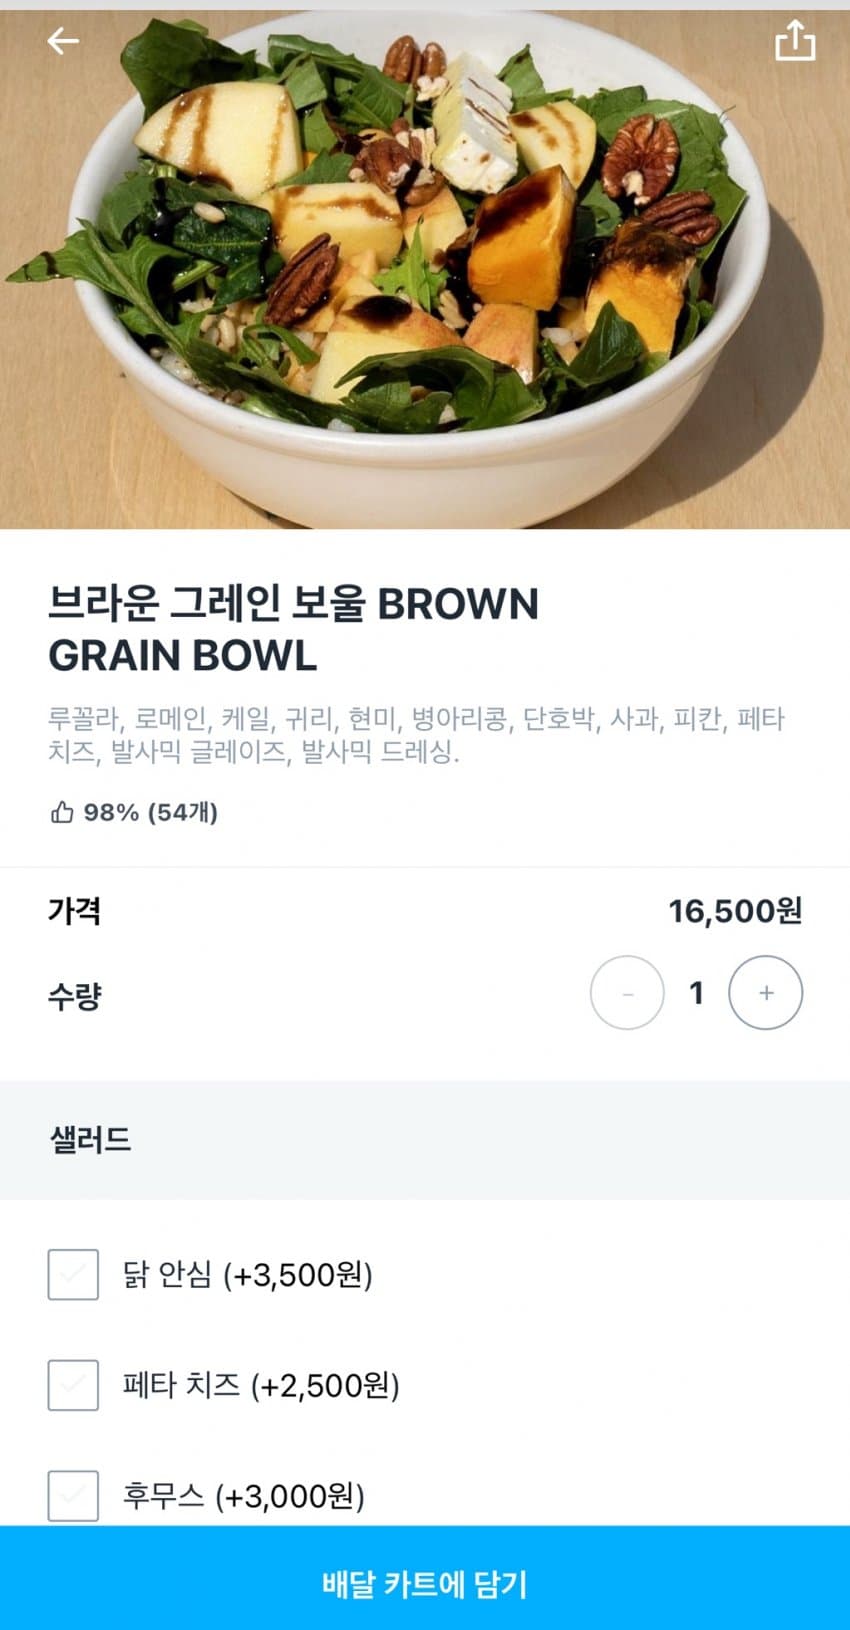 브라운 그레인 보울 BROWN
GRAIN BOWL
루꼴라, 로메인, 케일, 귀리, 현미, 병아리콩, 단호박, 사과, 피칸, 페타
치즈, 발사믹 글레이즈, 발사믹 드레싱.
98% (54개)
가격 16,500원
수량 - 1 +
샐러드
닭 안심 (+3,500원)
페타 치즈 (+2,500원)
후무스 (+3,000원)
배달 카트에 담기